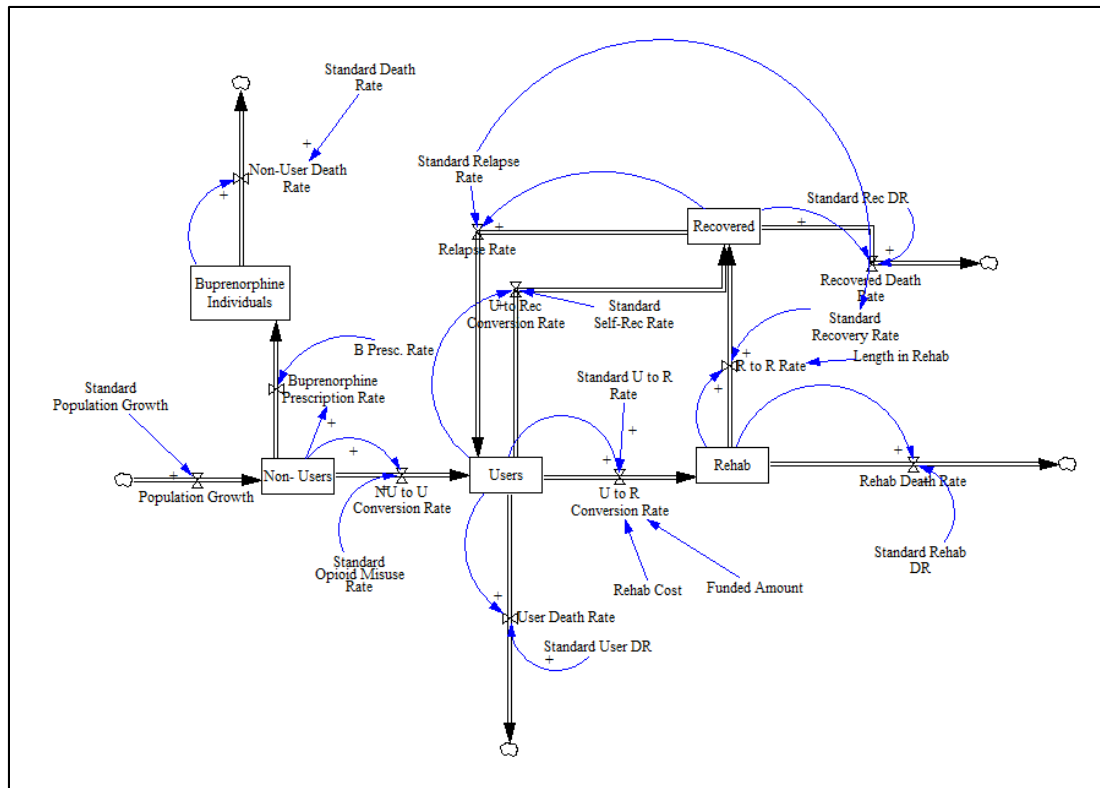 Standard Death
Rate
+
Non-User Death
Rate
+
Standard Relapse
Rate
Standard Rec DR
Recovered
+
+
Relapse Rate
+
Recovered Death
Rate
Buprenorphine
Individuals
+
U to Rec
Conversion Rate
Standard
Self-Rec Rate
Standard
Recovery Rate
B Presc. Rate
+
R to R Rate
Length in Rehab
Standard
Population Growth
Buprenorphine
Prescription Rate
+
Standard U to R
Rate
+
+
+
+
+
+
Non- Users
Users
Rehab
+
Population Growth
NU to U
Conversion Rate
U to R
Conversion Rate
Rehab Death Rate
+
Standard
Opioid Misuse
Rate
Standard Rehab
DR
Rehab Cost
Funded Amount
+
User Death Rate
Standard User DR
+